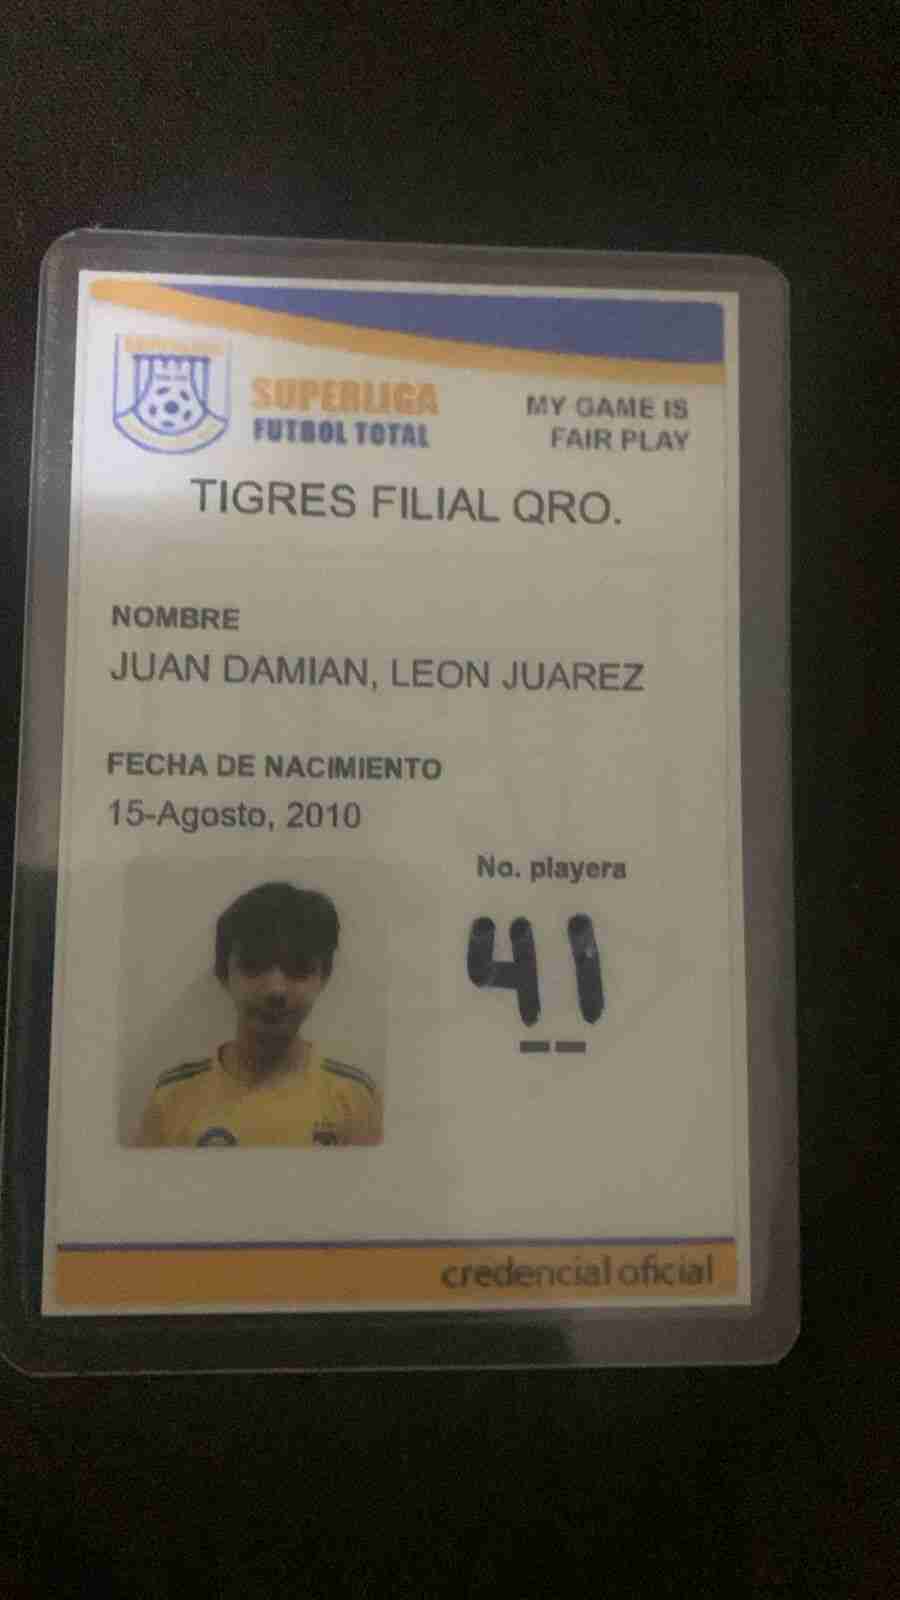 SUPERLIGA
FUTBOL TOTAL
MY GAME IS
FAIR PLAY
TIGRES FILIAL QRO.
NOMBRE
JUAN DAMIAN, LEON JUAREZ
FECHA DE NACIMIENTO
15-Agosto, 2010
No. playera
41
credencial oficial